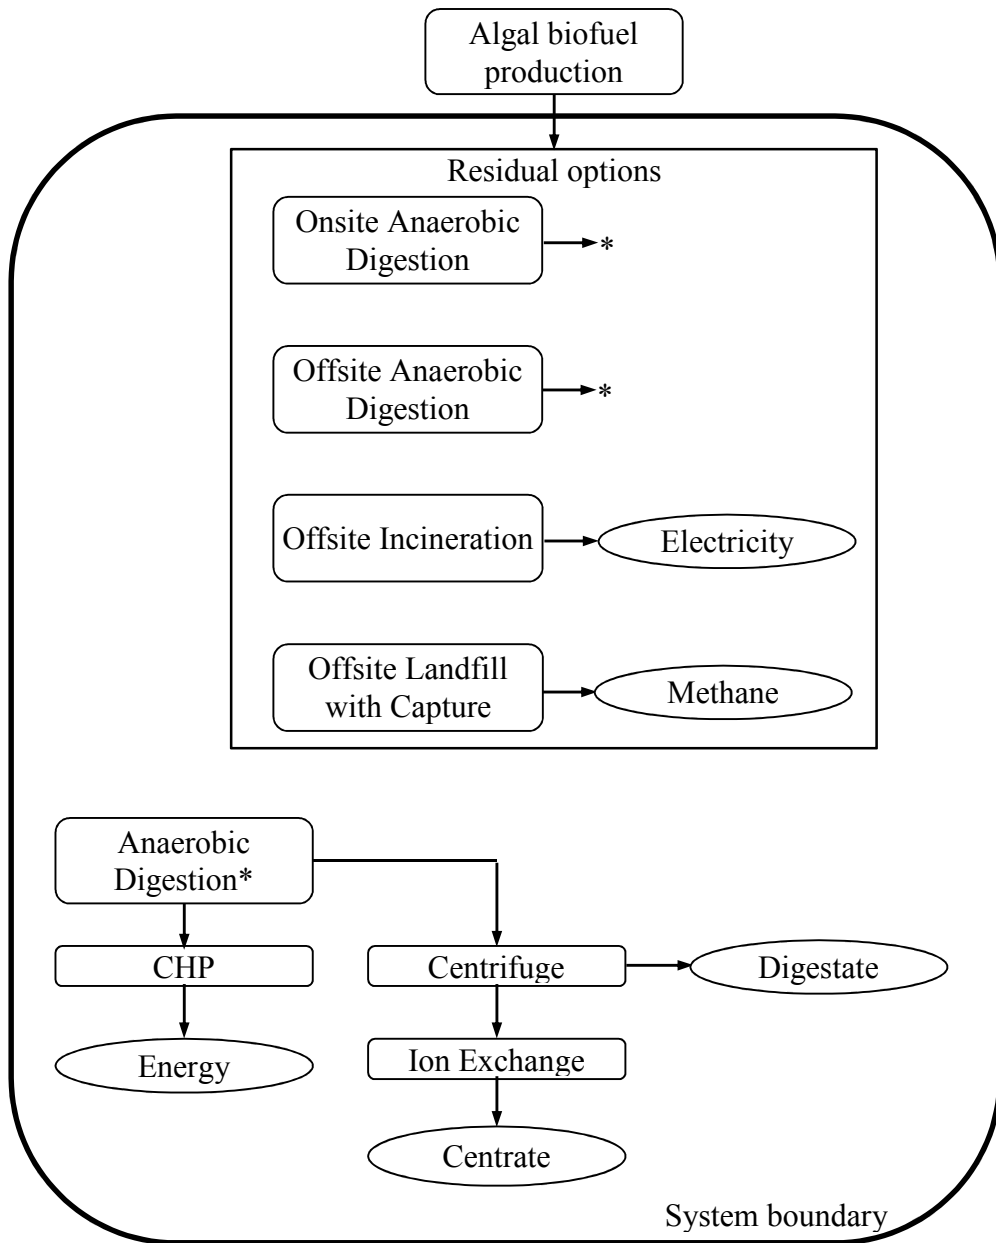 Algal biofuel
production
Residual options
Onsite Anaerobic
Digestion
*
Offsite Anaerobic
Digestion
*
Offsite Incineration
Electricity
Offsite Landfill
with Capture
Methane
Anaerobic
Digestion*
CHP
Centrifuge
Digestate
Energy
Ion Exchange
Centrate
System boundary